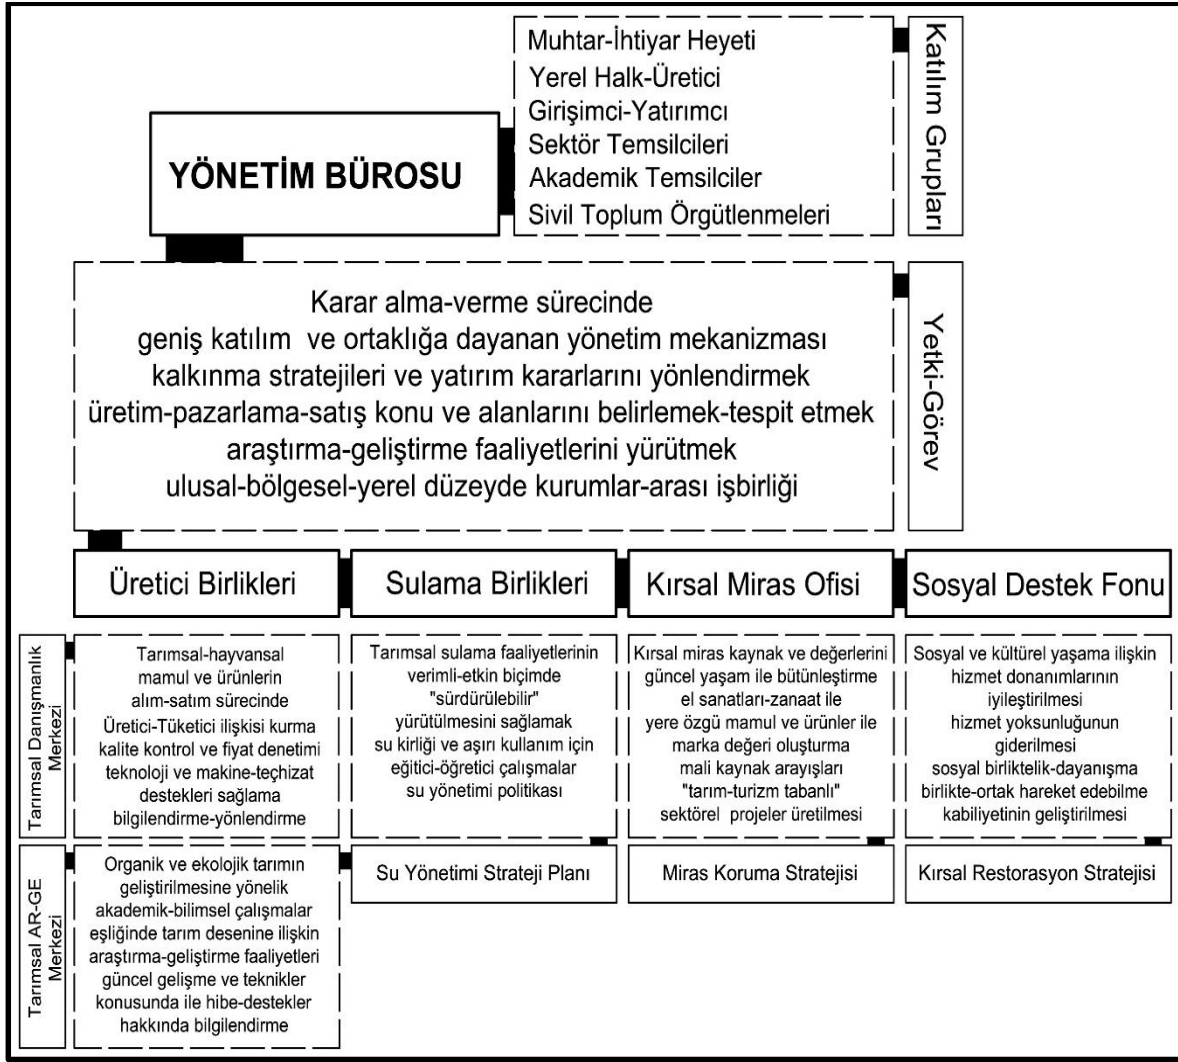 Muhtar-İhtiyar Heyeti
Yerel Halk-Üretici
Girişimci-Yatırımcı
Sektör Temsilcileri
Akademik Temsilciler
Sivil Toplum Örgütlenmeleri
Katılım Grupları
YÖNETİM BÜROSU
Karar alma-verme sürecinde
geniş katılım ve ortaklığa dayanan yönetim mekanizması
kalkınma stratejileri ve yatırım kararlarını yönlendirmek
üretim-pazarlama-satış konu ve alanlarını belirlemek-tespit etmek
araştırma-geliştirme faaliyetlerini yürütmek
ulusal-bölgesel-yerel düzeyde kurumlar-arası işbirliği
Yetki-Görev
Üretici Birlikleri
Sulama Birlikleri
Kırsal Miras Ofisi
Sosyal Destek Fonu
Tarımsal Danışmanlık
Merkezi
Tarımsal-hayvansal
mamul ve ürünlerin
alım-satım sürecinde
Üretici-Tüketici ilişkisi kurma
kalite kontrol ve fiyat denetimi
teknoloji ve makine-teçhizat
destekleri sağlama
bilgilendirme-yönlendirme
Tarımsal sulama faaliyetlerinin
verimli-etkin biçimde
"sürdürülebilir"
yürütülmesini sağlamak
su kirliği ve aşırı kullanım için
eğitici-öğretici çalışmalar
su yönetimi politikası
Kırsal miras kaynak ve değerlerini
güncel yaşam ile bütünleştirme
el sanatları-zanaat ile
yere özgü mamul ve ürünler ile
marka değeri oluşturma
mali kaynak arayışları
"tarım-turizm tabanlı"
sektörel projeler üretilmesi
Sosyal ve kültürel yaşama ilişkin
hizmet donanımlarının
iyileştirilmesi
hizmet yoksunluğunun
giderilmesi
sosyal birliktelik-dayanışma
birlikte-ortak hareket edebilme
kabiliyetinin geliştirilmesi
Tarımsal AR-GE
Merkezi
Organik ve ekolojik tarımın
geliştirilmesine yönelik
akademik-bilimsel çalışmalar
eşliğinde tarım desenine ilişkin
araştırma-geliştirme faaliyetleri
güncel gelişme ve teknikler
konusunda ile hibe-destekler
hakkında bilgilendirme
Su Yönetimi Strateji Planı
Miras Koruma Stratejisi
Kırsal Restorasyon Stratejisi